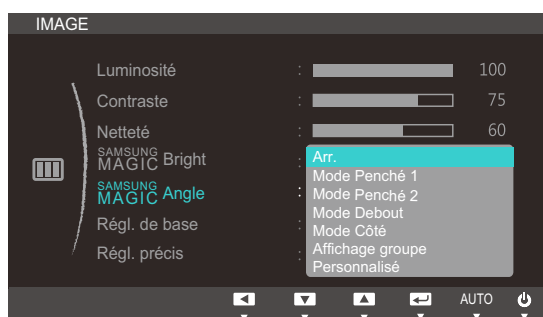 IMAGE
Luminosité : 100
Contraste : 75
Netteté : 60
SAMSUNG
MAGIC Bright :
SAMSUNG
MAGIC Angle :
Régl. de base :
Régl. précis :
Arr.
Mode Penché 1
Mode Penché 2
Mode Debout
Mode Côté
Affichage groupe
Personnalisé
AUTO